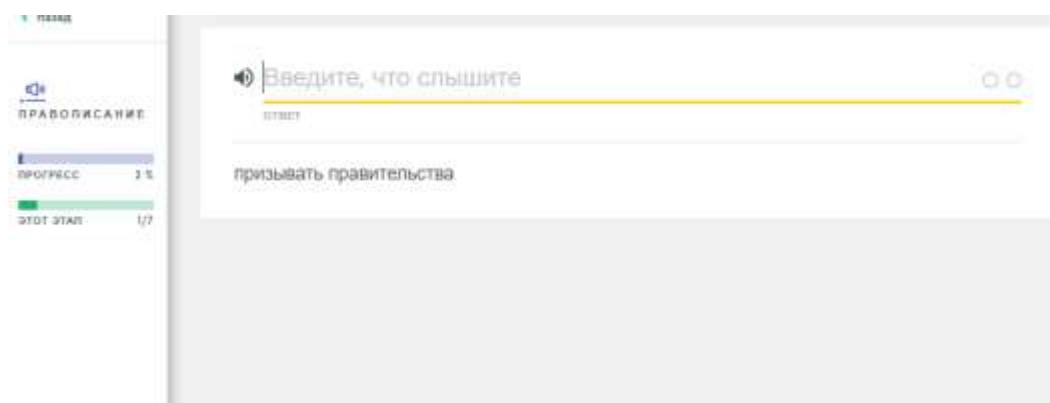 Назад
Введите, что слышите
ОТВЕТ
ПРАВОПИСАНИЕ
ПРОГРЕСС
призывать правительства
ЭТОТ ЭТАП 1/7